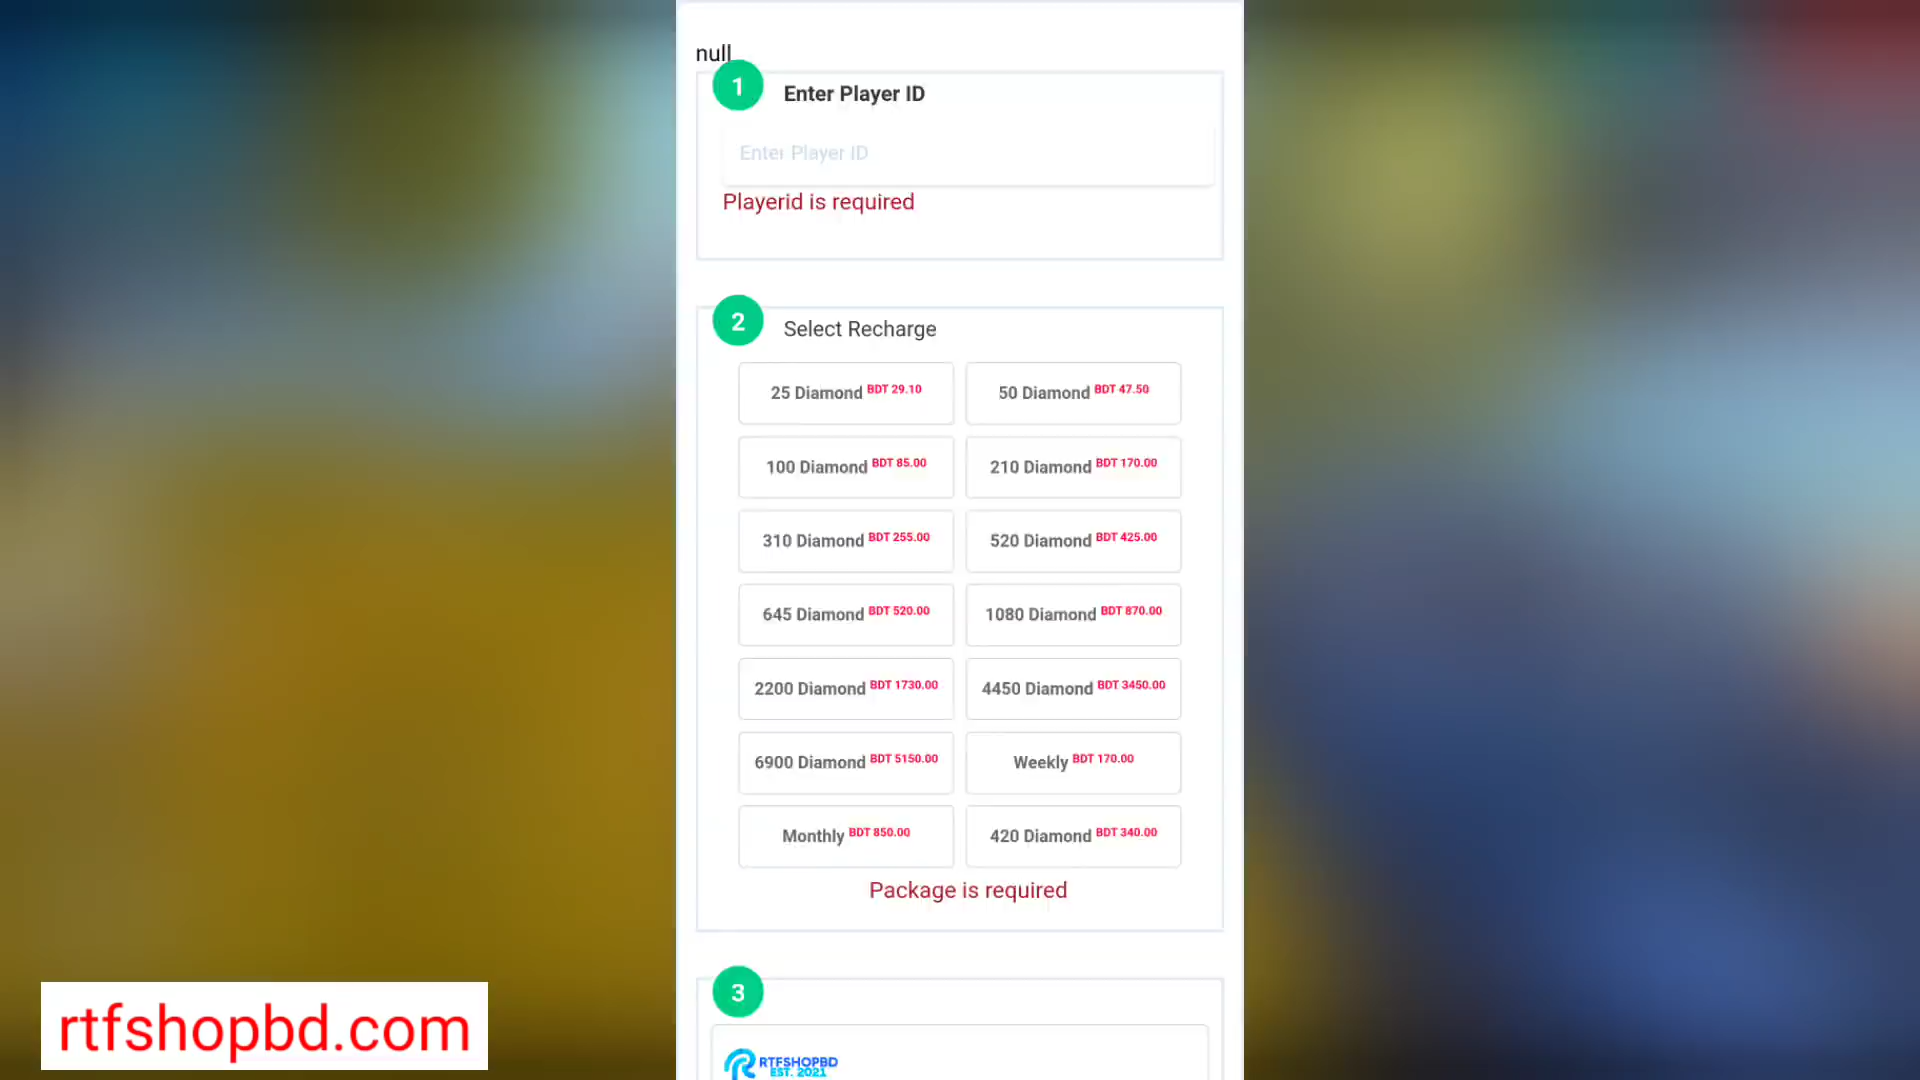 null
1
Enter Player ID
Enter Player ID
Playerid is required
2
Select Recharge
25 Diamond BDT 29.10
50 Diamond BDT 47.50
100 Diamond BDT 85.00
210 Diamond BDT 170.00
310 Diamond BDT 255.00
520 Diamond BDT 425.00
645 Diamond BDT 520.00
1080 Diamond BDT 870.00
2200 Diamond BDT 1730.00
4450 Diamond BDT 3450.00
6900 Diamond BDT 5150.00
Weekly BDT 170.00
Monthly BDT 850.00
420 Diamond BDT 340.00
Package is required
3
RTFSHOPBD
EST. 2021
rtfshopbd.com